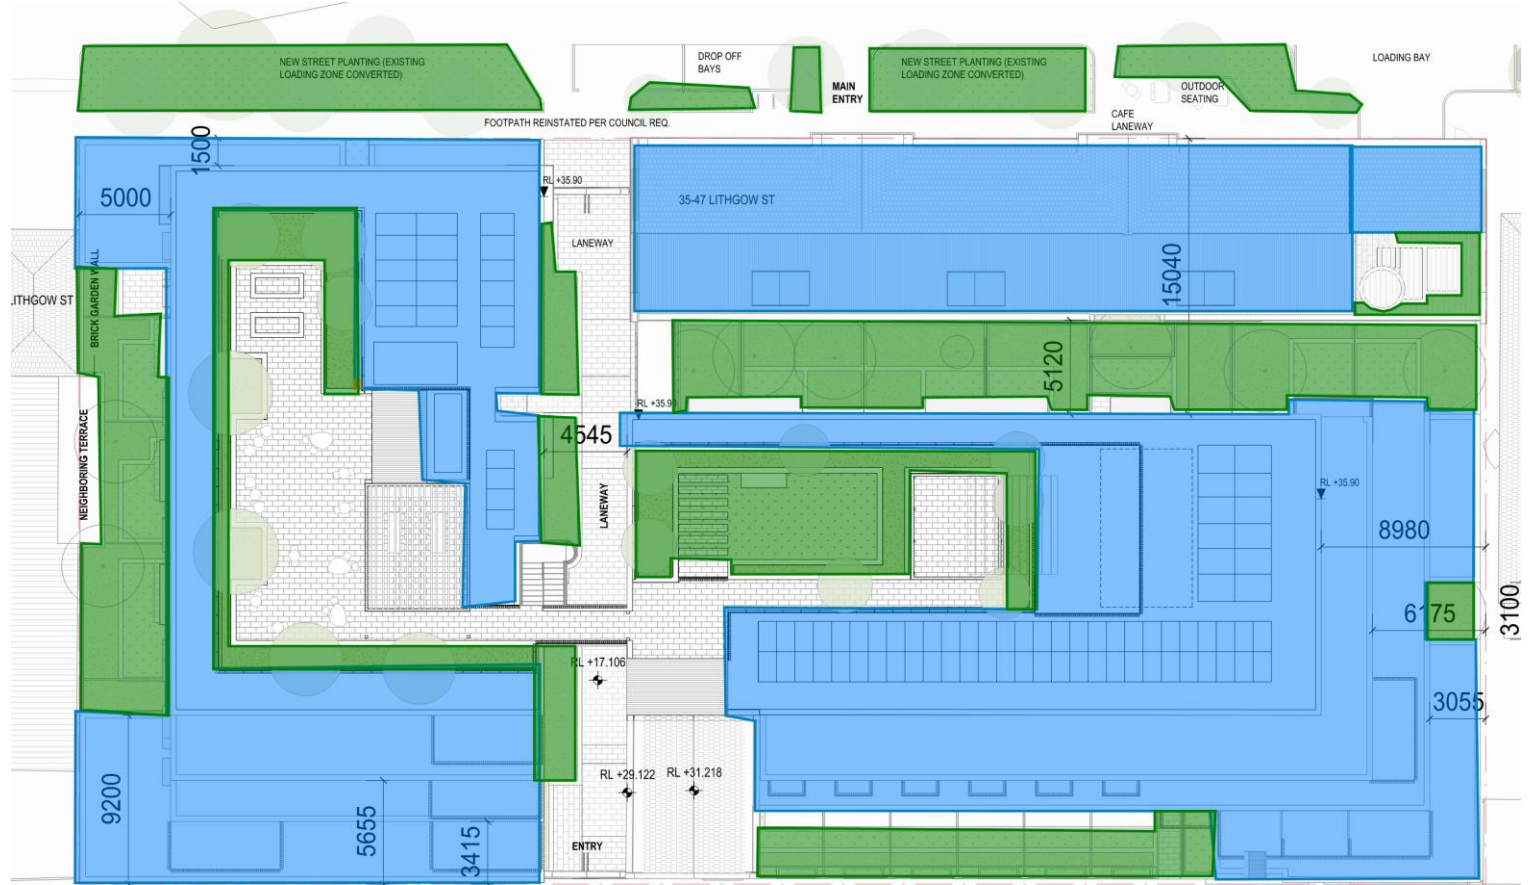 NEW STREET PLANTING (EXISTING
LOADING ZONE CONVERTED)
DROP OFF
BAYS
MAIN
ENTRY
NEW STREET PLANTING (EXISTING
LOADING ZONE CONVERTED)
OUTDOOR
SEATING
LOADING BAY
CAFE
LANEWAY
FOOTPATH REINSTATED PER COUNCIL REQ.
1500
5000
RL +35.90
35-47 LITHGOW ST
LANEWAY
15040
BRICK GARDEN WALL
LITHGOW ST
5120
RL +35.90
4545
NEIGHBORING TERRACE
LANEWAY
RL +35.90
8980
6175
3100
RL +17.106
3055
RL +29.122
RL +31.218
9200
5655
3415
ENTRY